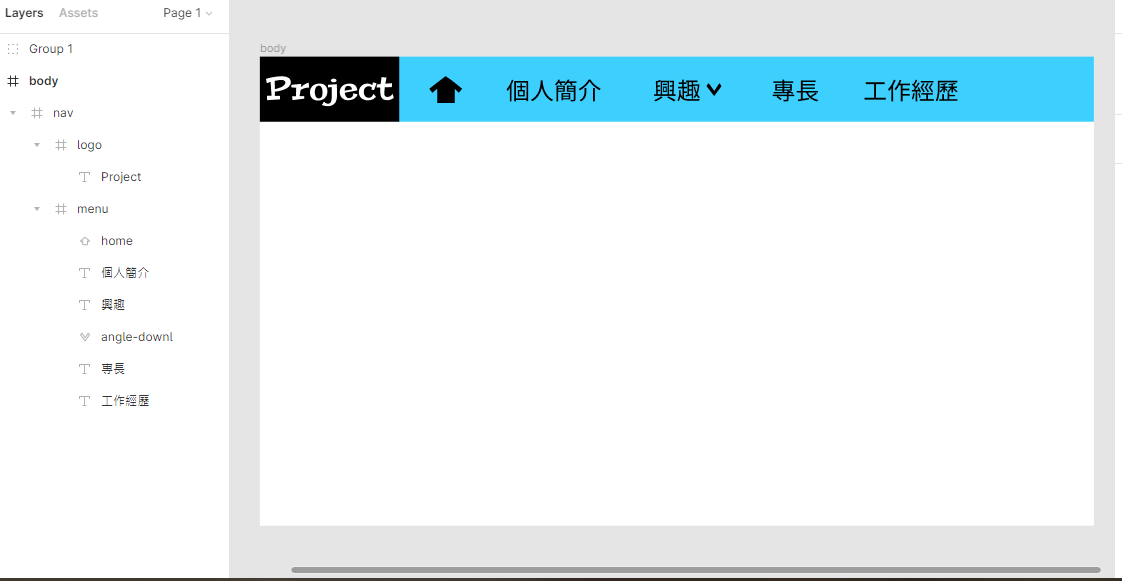 Layers Assets Page 1
Group 1
body
nav
logo
Project
menu
home
個人簡介
興趣
angle-downl
專長
工作經歷
body
Project 個人簡介 興趣 專長 工作經歷